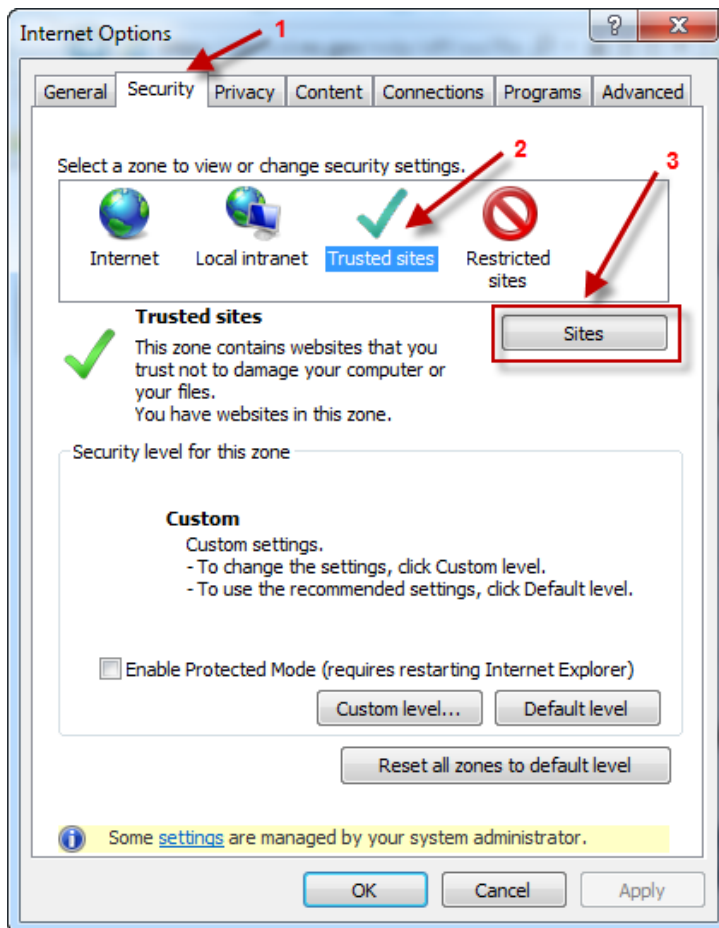 Internet Options
1
?
X
General Security Privacy Content Connections Programs Advanced
Select a zone to view or change security settings.
2
3
Internet
Local intranet
Trusted sites
Restricted
sites
Trusted sites
Sites
This zone contains websites that you
trust not to damage your computer or
your files.
You have websites in this zone.
Security level for this zone
Custom
Custom settings.
- To change the settings, click Custom level.
- To use the recommended settings, click Default level.
Enable Protected Mode (requires restarting Internet Explorer)
Custom level... Default level
Reset all zones to default level
Some settings are managed by your system administrator.
OK Cancel Apply